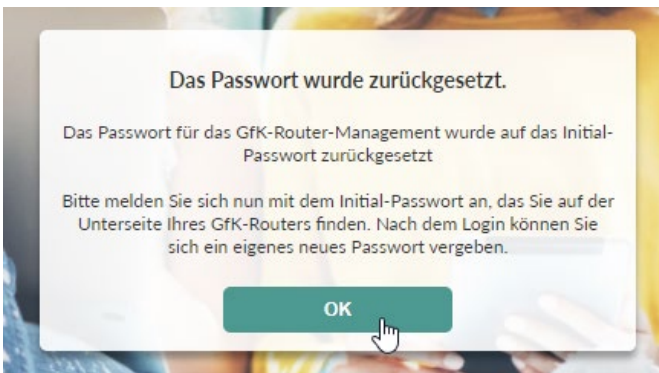 Das Passwort wurde zurückgesetzt.
Das Passwort für das GfK-Router-Management wurde auf das Initial-
Passwort zurückgesetzt
Bitte melden Sie sich nun mit dem Initial-Passwort an, das Sie auf der
Unterseite Ihres GfK-Routers finden. Nach dem Login können Sie
sich ein eigenes neues Passwort vergeben.
OK